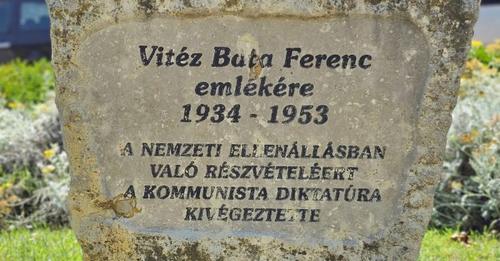 Vitéz Bata Ferenc
emlékére
1934 - 1953
A NEMZETI ELLENÁLLÁSBAN
VALÓ RÉSZVÉTELÉÉRT
A KOMMUNISTA DIKTATÚRA
KIVÉGEZTETTE